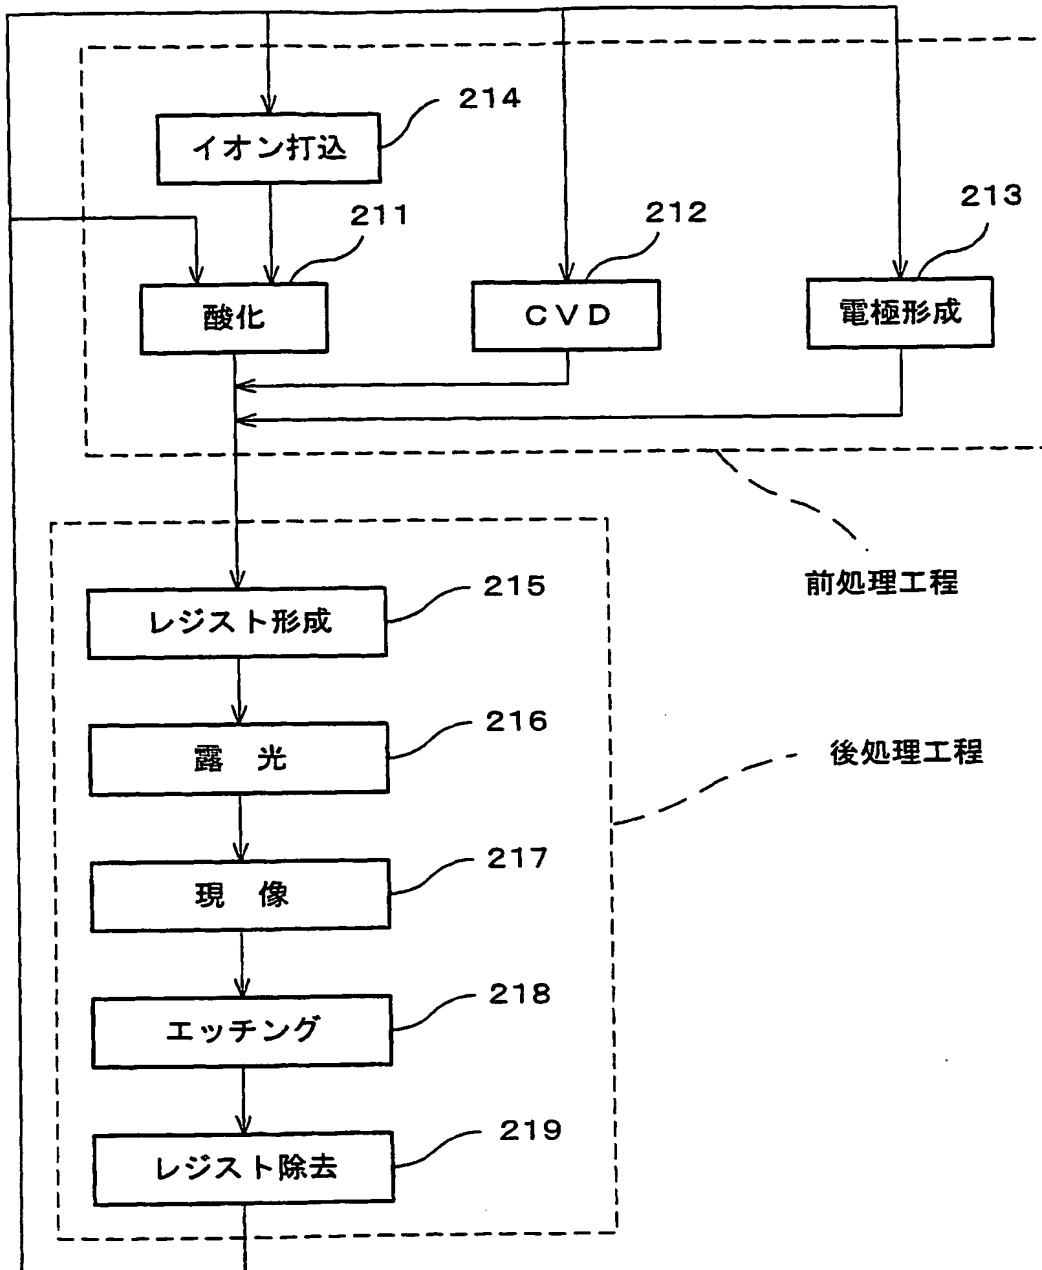 214
イオン打込
211
212
213
酸化
CVD
電極形成
前処理工程
215
レジスト形成
216
露 光
後処理工程
217
現 像
218
エッチング
219
レジスト除去